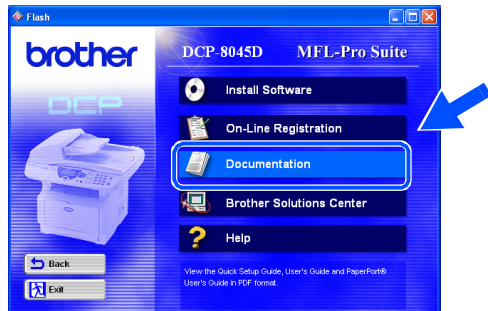 Flash
brother
DCP-8045D MFL-Pro Suite
DCP
Install Software
On-Line Registration
Documentation
Brother Solutions Center
Help
Back
Exit
View the Quick Setup Guide, User's Guide and PaperPort®
User's Guide in PDF format.